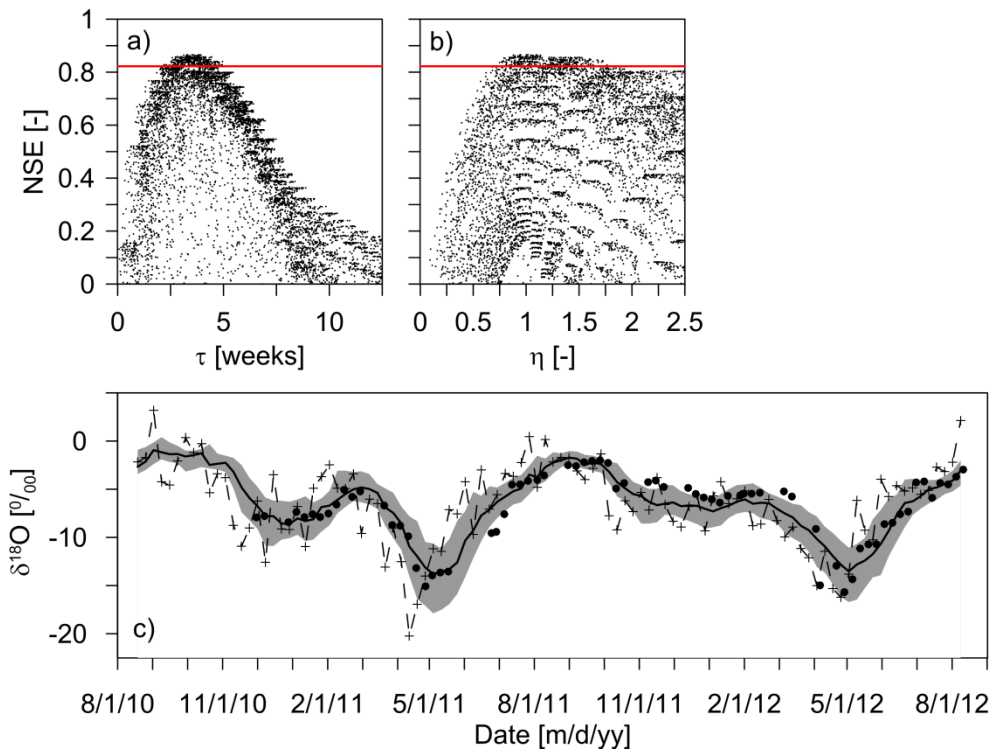 1
a)
b)
0.8
0.6
0.4
0.2
0
NSE [-]
0 5 10
τ [weeks]
0 0.5 1 1.5 2 2.5
η [-]
0
-10
-20
δ¹⁸O [⁰/₀₀]
c)
8/1/10 11/1/10 2/1/11 5/1/11 8/1/11 11/1/11 2/1/12 5/1/12 8/1/12
Date [m/d/yy]